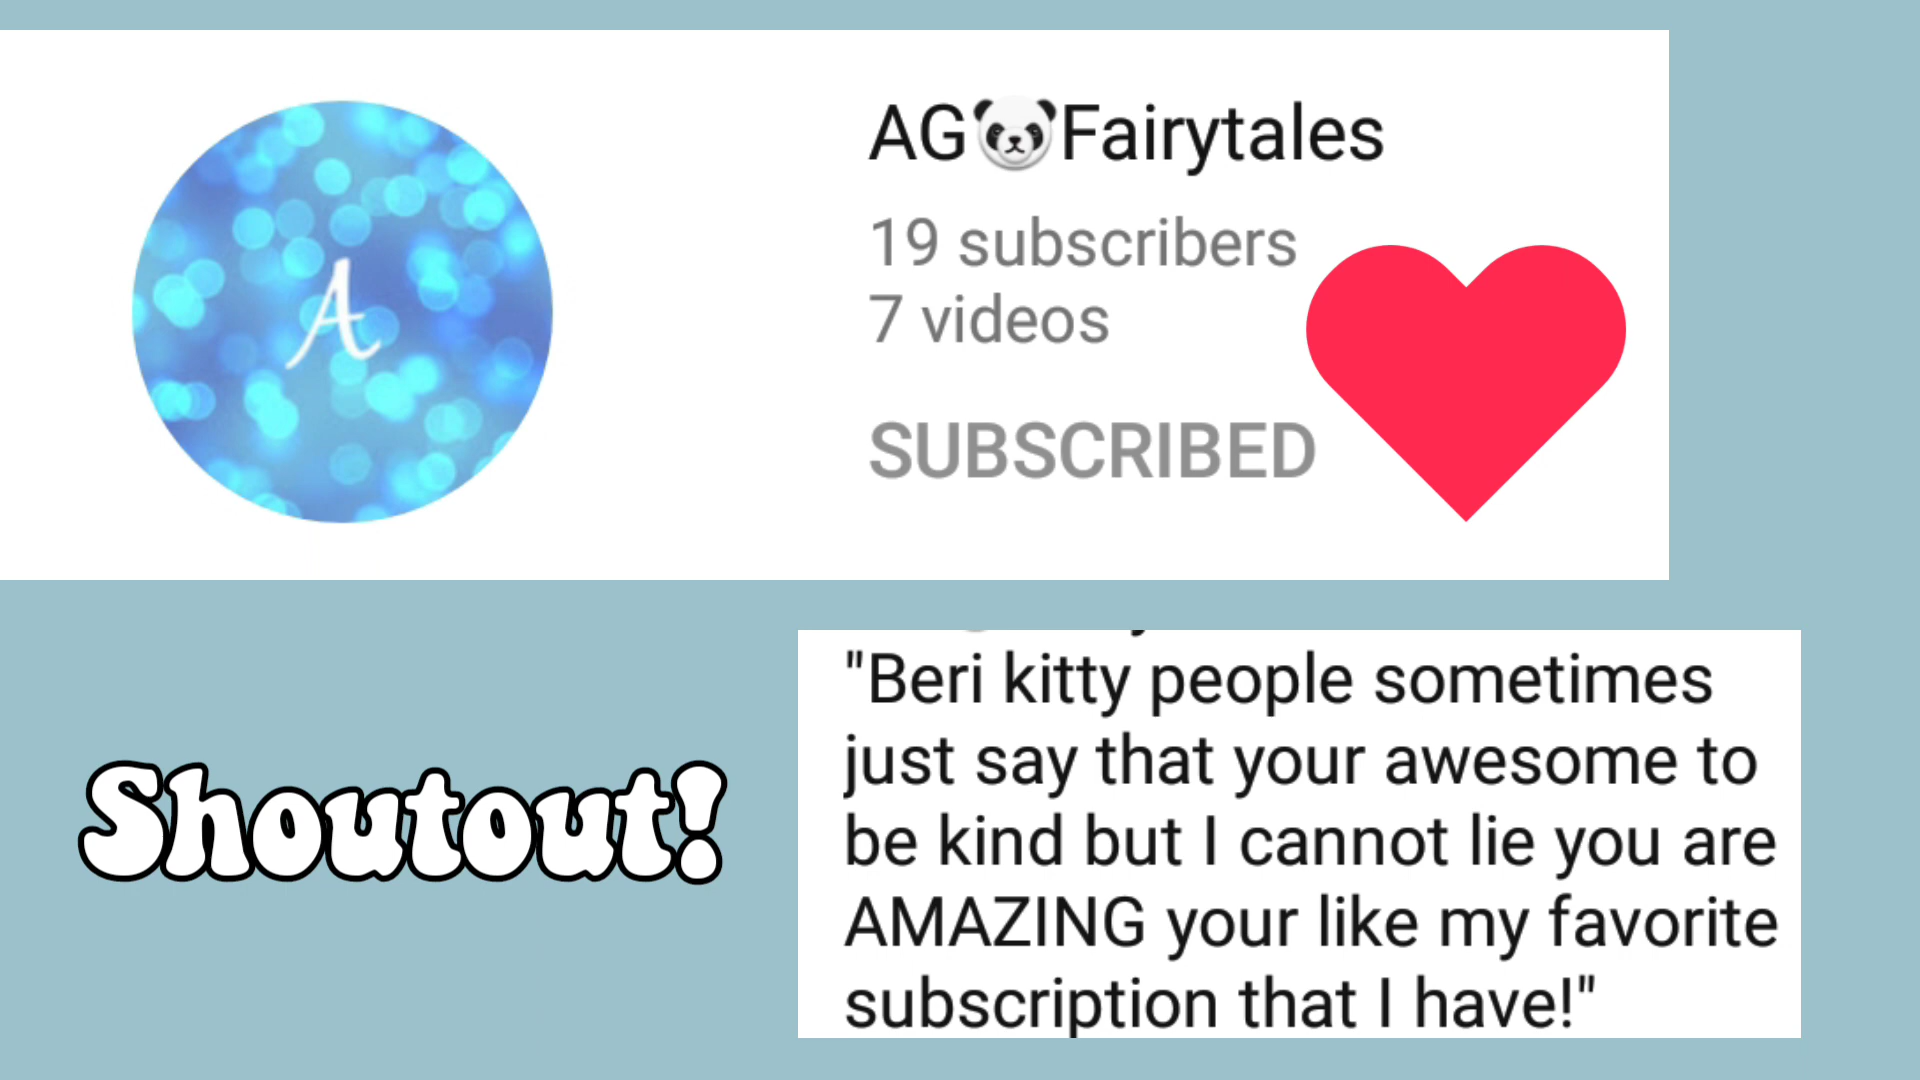 A
AG🐼Fairytales
19 subscribers
7 videos
SUBSCRIBED
Shoutout!
"Beri kitty people sometimes
just say that your awesome to
be kind but I cannot lie you are
AMAZING your like my favorite
subscription that I have!"